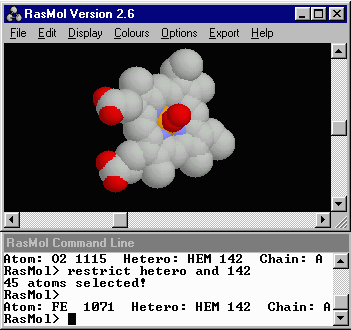 RasMol Version 2.6
File Edit Display Colours Options Export Help
RasMol Command Line
Atom: O2 1115  Hetero: HEM 142  Chain: A
RasMol> restrict hetero and 142
45 atoms selected!
RasMol>
Atom: FE  1071  Hetero: HEM 142  Chain: A
RasMol>